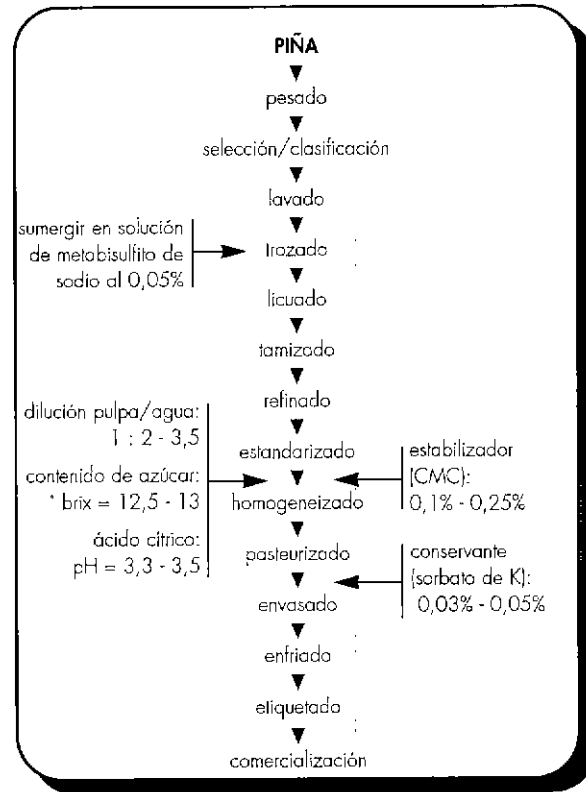 PIÑA
pesado
selección/clasificación
lavado
sumergir en solución
de metabisulfito de
sodio al 0,05%
trozado
licuado
tamizado
refinado
dilución pulpa/agua:
1 : 2 - 3,5
contenido de azúcar:
° brix = 12,5 - 13
ácido cítrico:
pH = 3,3 - 3,5
estandarizado
estabilizador
(CMC):
0,1% - 0,25%
homogeneizado
pasteurizado
conservante
(sorbato de K):
0,03% - 0,05%
envasado
enfriado
etiquetado
comercialización